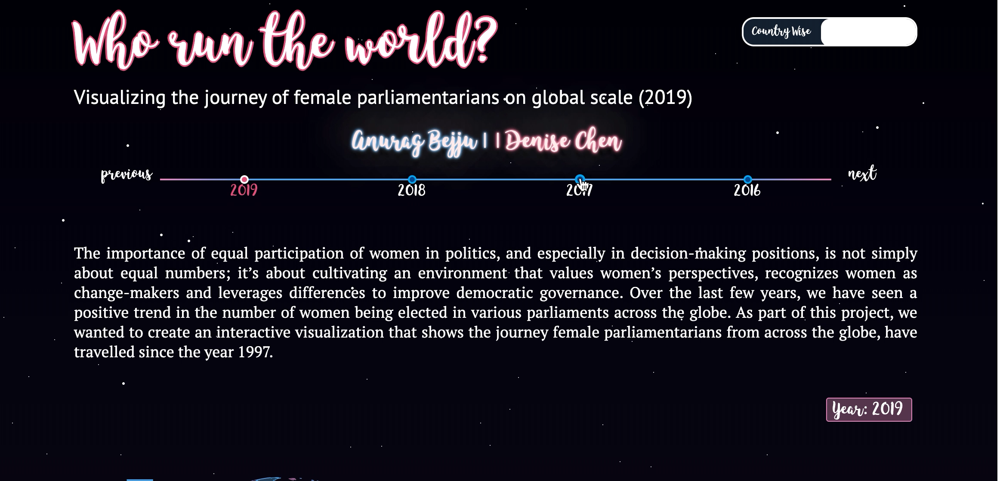 Who run the world?
Country Wise
Visualizing the journey of female parliamentarians on global scale (2019)
Anurag Bejju | | Denise Chen
previous
next
2019 2018 2017 2016
The importance of equal participation of women in politics, and especially in decision-making positions, is not simply
about equal numbers; it’s about cultivating an environment that values women’s perspectives, recognizes women as
change-makers and leverages differences to improve democratic governance. Over the last few years, we have seen a
positive trend in the number of women being elected in various parliaments across the globe. As part of this project, we
wanted to create an interactive visualization that shows the journey female parliamentarians from across the globe, have
travelled since the year 1997.
Year: 2019